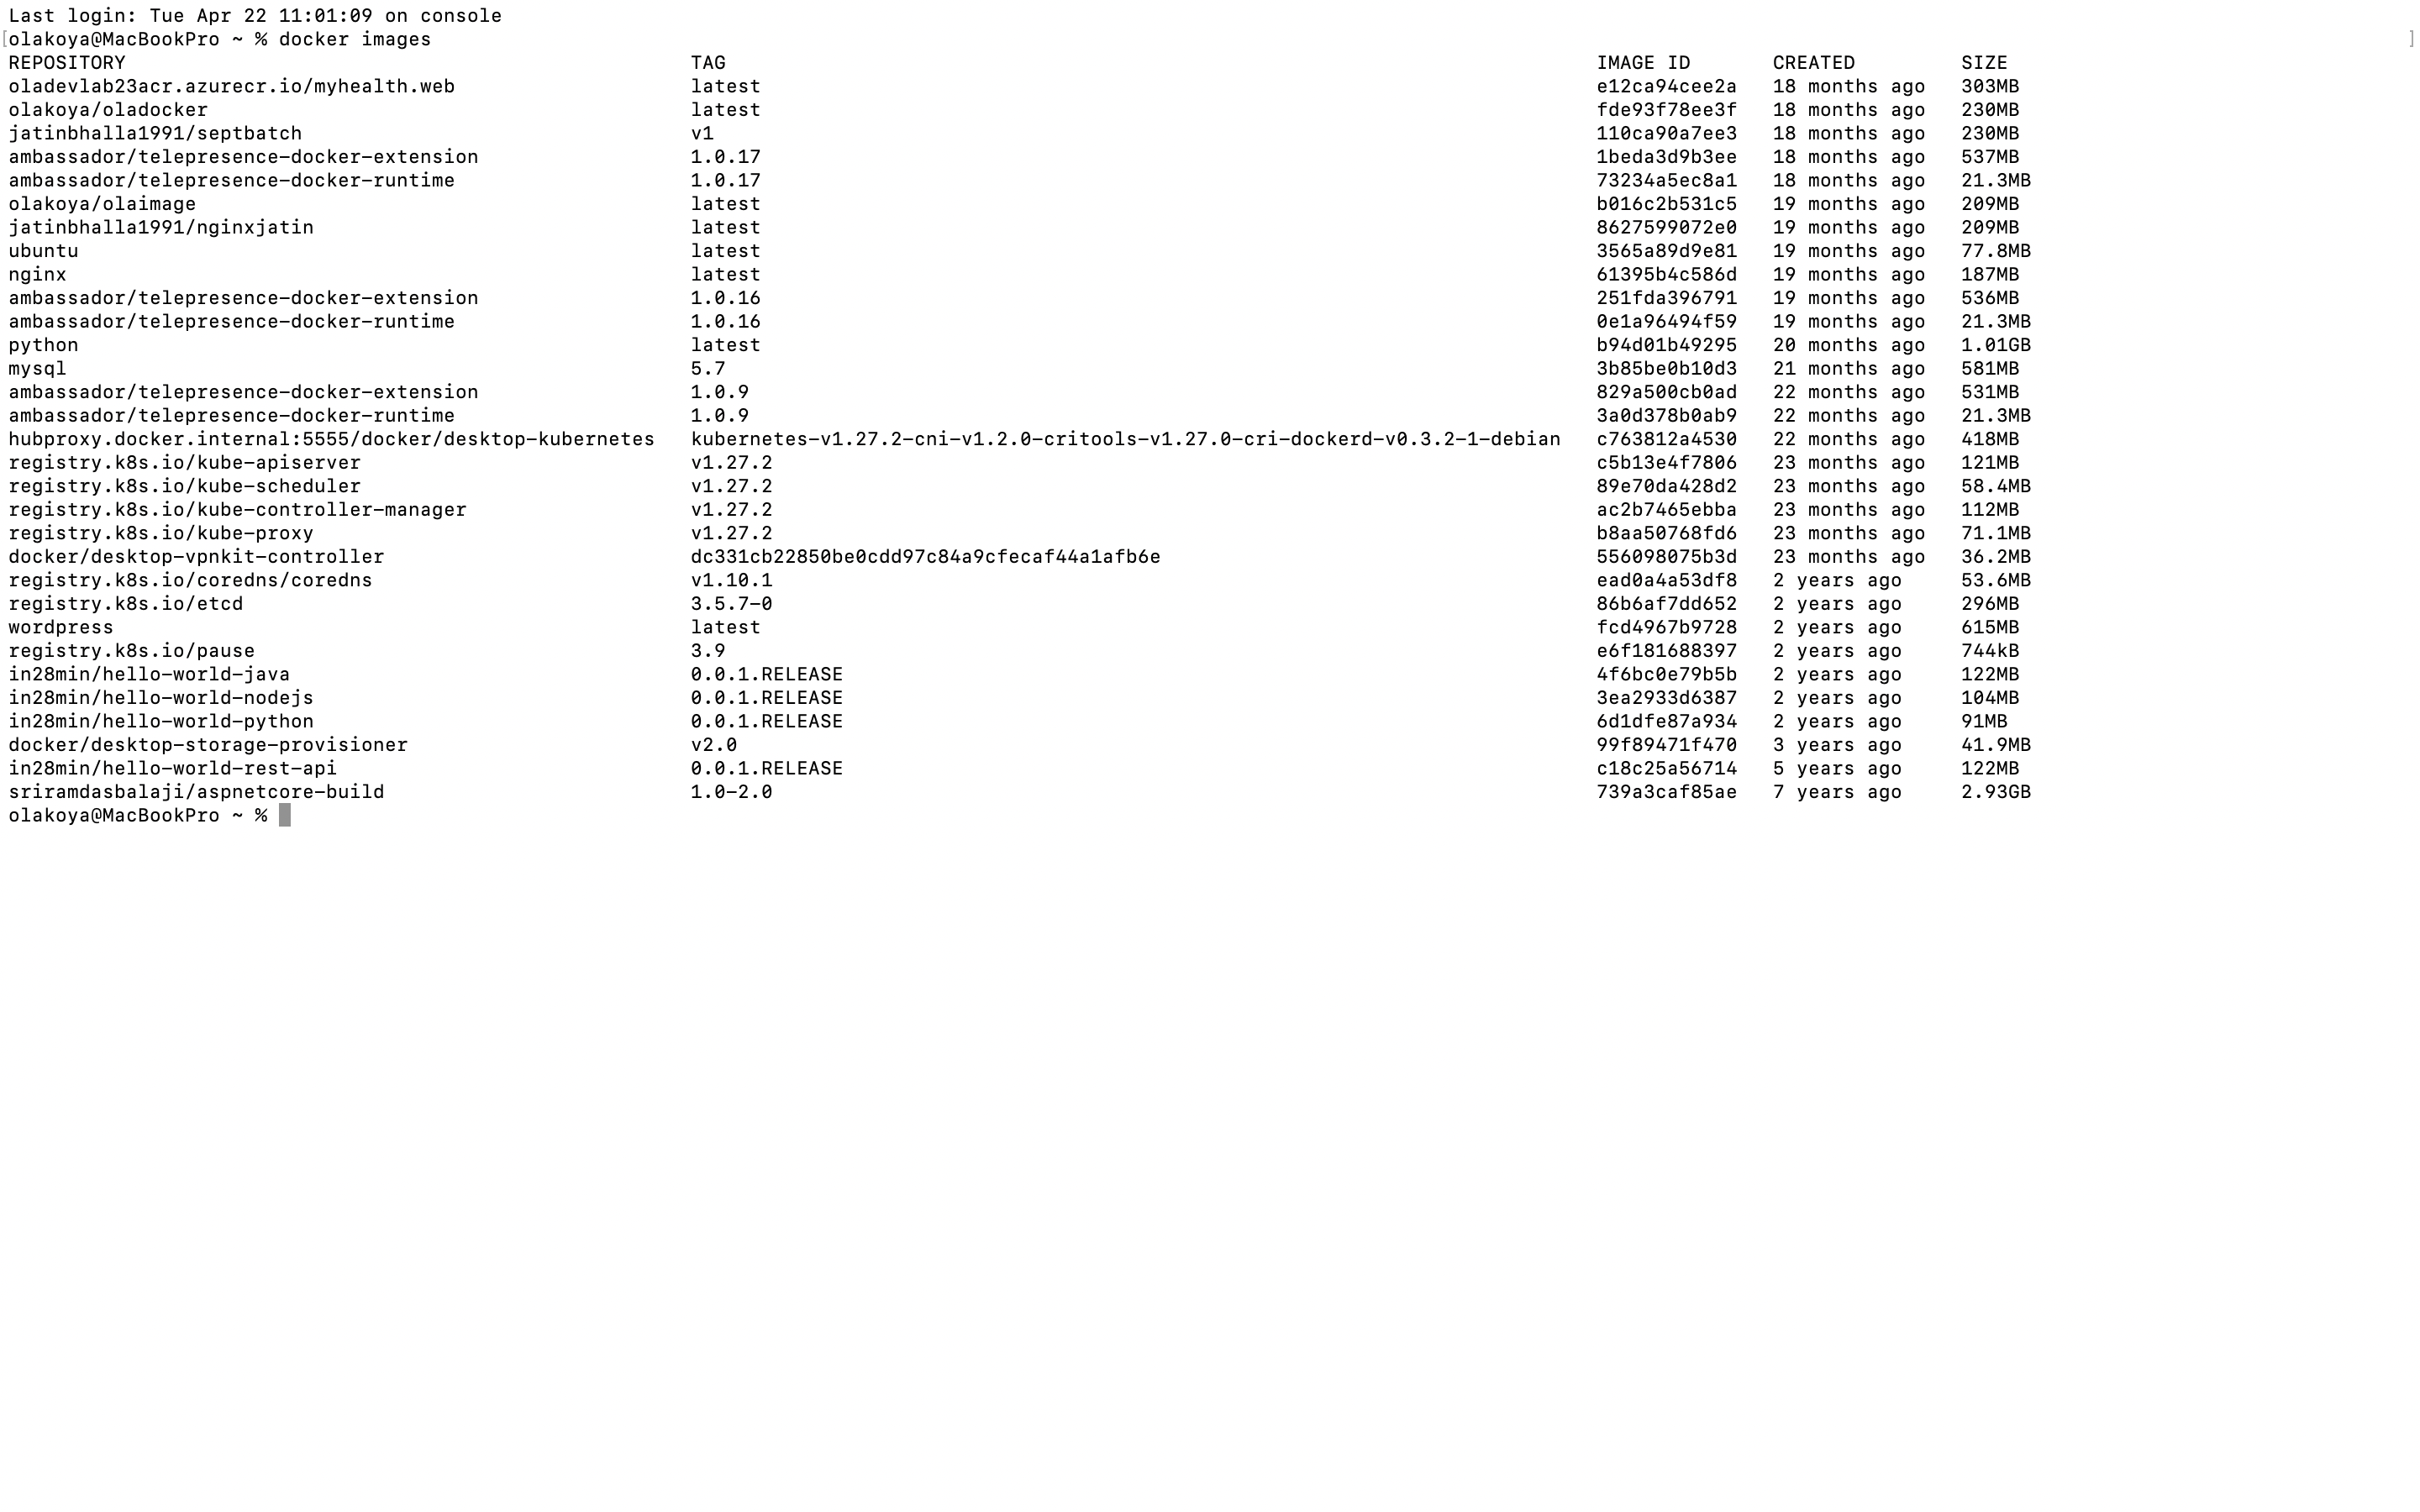 Last login: Tue Apr 22 11:01:09 on console
[olakoya@MacBookPro ~ % docker images ]
REPOSITORY TAG IMAGE ID CREATED SIZE
oladevlab23acr.azurecr.io/myhealth.web latest e12ca94cee2a 18 months ago 303MB
olakoya/oladocker latest fde93f78ee3f 18 months ago 230MB
jatinbhalla1991/septbatch v1 110ca90a7ee3 18 months ago 230MB
ambassador/telepresence-docker-extension 1.0.17 1beda3d9b3ee 18 months ago 537MB
ambassador/telepresence-docker-runtime 1.0.17 73234a5ec8a1 18 months ago 21.3MB
olakoya/olaimage latest b016c2b531c5 19 months ago 209MB
jatinbhalla1991/nginxjatin latest 8627599072e0 19 months ago 209MB
ubuntu latest 3565a89d9e81 19 months ago 77.8MB
nginx latest 61395b4c586d 19 months ago 187MB
ambassador/telepresence-docker-extension 1.0.16 251fda396791 19 months ago 536MB
ambassador/telepresence-docker-runtime 1.0.16 0e1a96494f59 19 months ago 21.3MB
python latest b94d01b49295 20 months ago 1.01GB
mysql 5.7 3b85be0b10d3 21 months ago 581MB
ambassador/telepresence-docker-extension 1.0.9 829a500cb0ad 22 months ago 531MB
ambassador/telepresence-docker-runtime 1.0.9 3a0d378b0ab9 22 months ago 21.3MB
hubproxy.docker.internal:5555/docker/desktop-kubernetes kubernetes-v1.27.2-cni-v1.2.0-critools-v1.27.0-cri-dockerd-v0.3.2-1-debian c763812a4530 22 months ago 418MB
registry.k8s.io/kube-apiserver v1.27.2 c5b13e4f7806 23 months ago 121MB
registry.k8s.io/kube-scheduler v1.27.2 89e70da428d2 23 months ago 58.4MB
registry.k8s.io/kube-controller-manager v1.27.2 ac2b7465ebba 23 months ago 112MB
registry.k8s.io/kube-proxy v1.27.2 b8aa50768fd6 23 months ago 71.1MB
docker/desktop-vpnkit-controller dc331cb22850be0cdd97c84a9cfecaf44a1afb6e 556098075b3d 23 months ago 36.2MB
registry.k8s.io/coredns/coredns v1.10.1 ead0a4a53df8 2 years ago 53.6MB
registry.k8s.io/etcd 3.5.7-0 86b6af7dd652 2 years ago 296MB
wordpress latest fcd4967b9728 2 years ago 615MB
registry.k8s.io/pause 3.9 e6f181688397 2 years ago 744kB
in28min/hello-world-java 0.0.1.RELEASE 4f6bc0e79b5b 2 years ago 122MB
in28min/hello-world-nodejs 0.0.1.RELEASE 3ea2933d6387 2 years ago 104MB
in28min/hello-world-python 0.0.1.RELEASE 6d1dfe87a934 2 years ago 91MB
docker/desktop-storage-provisioner v2.0 99f89471f470 3 years ago 41.9MB
in28min/hello-world-rest-api 0.0.1.RELEASE c18c25a56714 5 years ago 122MB
sriramdasbalaji/aspnetcore-build 1.0-2.0 739a3caf85ae 7 years ago 2.93GB
olakoya@MacBookPro ~ %